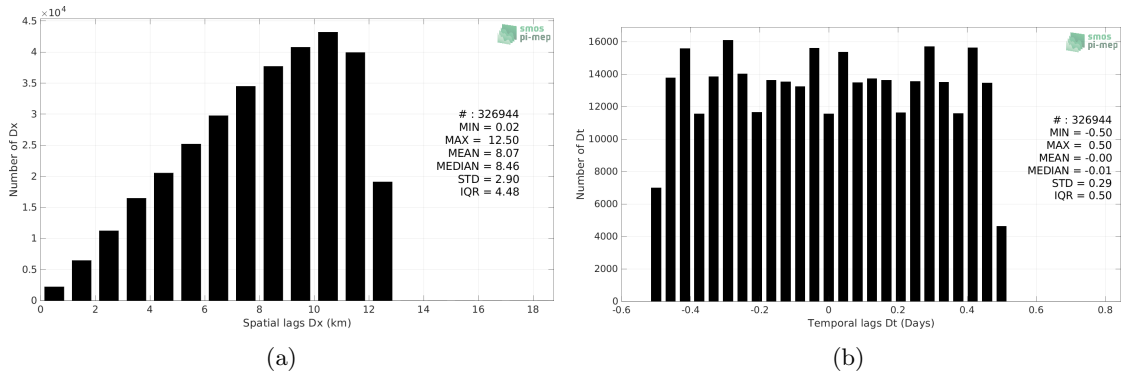 ×10⁴
4.5
4
3.5
3
2.5
2
1.5
1
0.5
0
Number of Dx
smos
pi-mep
# : 326944
MIN = 0.02
MAX = 12.50
MEAN = 8.07
MEDIAN = 8.46
STD = 2.90
IQR = 4.48
0 2 4 6 8 10 12 14 16 18
Spatial lags Dx (km)
(a)
16000
14000
12000
10000
8000
6000
4000
2000
0
Number of Dt
smos
pi-mep
# : 326944
MIN = -0.50
MAX = 0.50
MEAN = -0.00
MEDIAN = -0.01
STD = 0.29
IQR = 0.50
-0.6 -0.4 -0.2 0 0.2 0.4 0.6 0.8
Temporal lags Dt (Days)
(b)